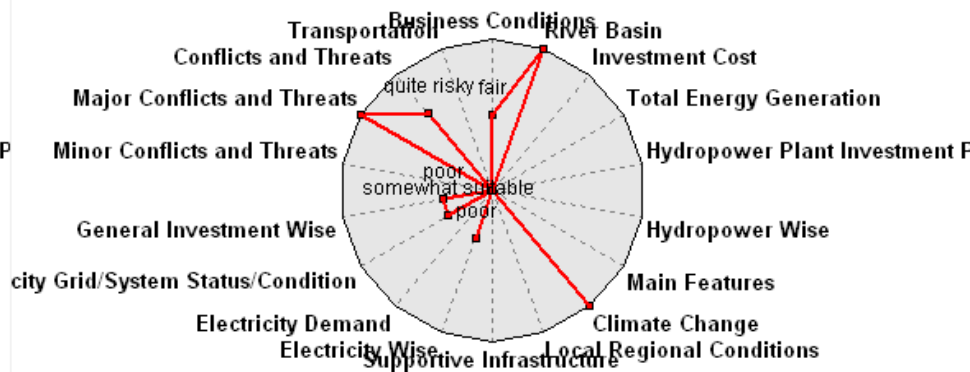 Business Conditions
Transportation
River Basin
Conflicts and Threats
Investment Cost
quite risky
fair
Major Conflicts and Threats
Total Energy Generation
P
Minor Conflicts and Threats
Hydropower Plant Investment P
poor
somewhat suitable
poor
General Investment Wise
Hydropower Wise
city Grid/System Status/Condition
Main Features
Electricity Demand
Climate Change
Electricity Wise
Local Regional Conditions
Supportive Infrastructure